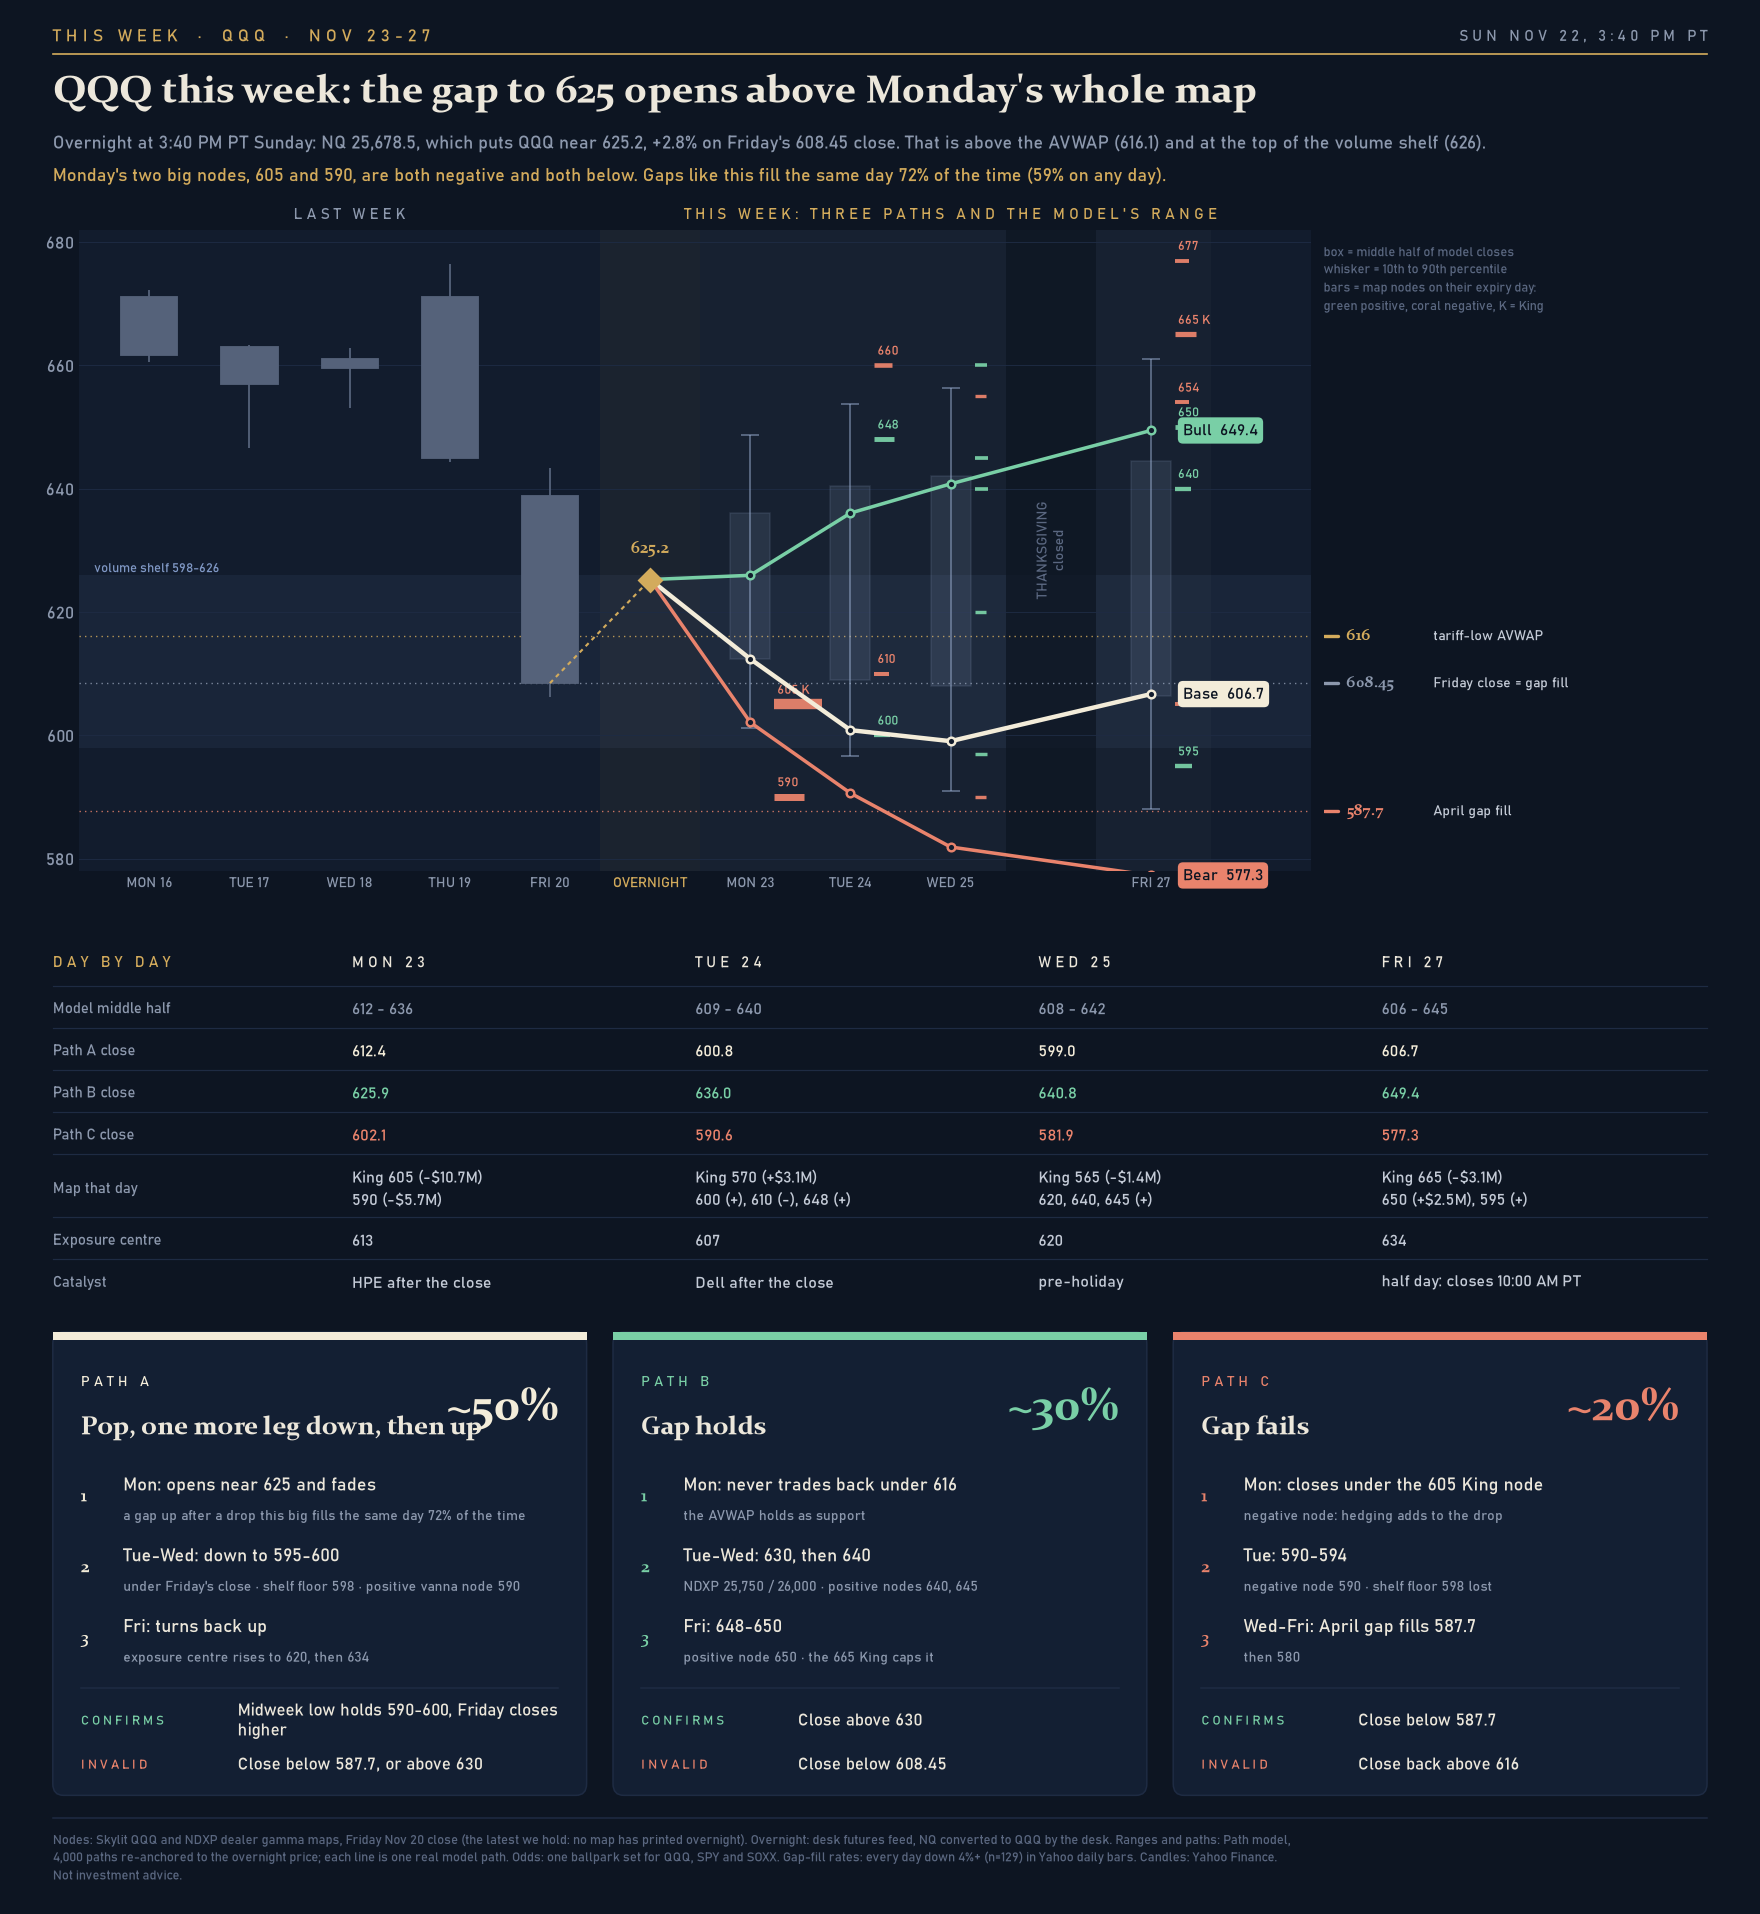 THIS WEEK · QQQ · NOV 23-27
SUN NOV 22, 3:40 PM PT
QQQ this week: the gap to 625 opens above Monday's whole map
Overnight at 3:40 PM PT Sunday: NQ 25,678.5, which puts QQQ near 625.2, +2.8% on Friday's 608.45 close. That is above the AVWAP (616.1) and at the top of the volume shelf (626).
Monday's two big nodes, 605 and 590, are both negative and both below. Gaps like this fill the same day 72% of the time (59% on any day).
LAST WEEK
THIS WEEK: THREE PATHS AND THE MODEL'S RANGE
680
660
640
620
600
580
box = middle half of model closes
whisker = 10th to 90th percentile
bars = map nodes on their expiry day:
green positive, coral negative, K = King
677
665 K
654
650
Bull 649.4
640
660
648
625.2
volume shelf 598-626
THANKSGIVING
closed
616 tariff-low AVWAP
610
608.45 Friday close = gap fill
605 K
Base 606.7
600
595
590
587.7 April gap fill
Bear 577.3
MON 16
TUE 17
WED 18
THU 19
FRI 20
OVERNIGHT
MON 23
TUE 24
WED 25
FRI 27
DAY BY DAY MON 23 TUE 24 WED 25 FRI 27
Model middle half 612 - 636 609 - 640 608 - 642 606 - 645
Path A close 612.4 600.8 599.0 606.7
Path B close 625.9 636.0 640.8 649.4
Path C close 602.1 590.6 581.9 577.3
Map that day
King 605 (-$10.7M) King 570 (+$3.1M) King 565 (-$1.4M) King 665 (-$3.1M)
590 (-$5.7M) 600 (+), 610 (-), 648 (+) 620, 640, 645 (+) 650 (+$2.5M), 595 (+)
Exposure centre 613 607 620 634
Catalyst HPE after the close Dell after the close pre-holiday half day: closes 10:00 AM PT
PATH A
~50%
Pop, one more leg down, then up
1 Mon: opens near 625 and fades
a gap up after a drop this big fills the same day 72% of the time
2 Tue-Wed: down to 595-600
under Friday's close · shelf floor 598 · positive vanna node 590
3 Fri: turns back up
exposure centre rises to 620, then 634
CONFIRMS Midweek low holds 590-600, Friday closes
higher
INVALID Close below 587.7, or above 630
PATH B
~30%
Gap holds
1 Mon: never trades back under 616
the AVWAP holds as support
2 Tue-Wed: 630, then 640
NDXP 25,750 / 26,000 · positive nodes 640, 645
3 Fri: 648-650
positive node 650 · the 665 King caps it
CONFIRMS Close above 630
INVALID Close below 608.45
PATH C
~20%
Gap fails
1 Mon: closes under the 605 King node
negative node: hedging adds to the drop
2 Tue: 590-594
negative node 590 · shelf floor 598 lost
3 Wed-Fri: April gap fills 587.7
then 580
CONFIRMS Close below 587.7
INVALID Close back above 616
Nodes: Skylit QQQ and NDXP dealer gamma maps, Friday Nov 20 close (the latest we hold: no map has printed overnight). Overnight: desk futures feed, NQ converted to QQQ by the desk. Ranges and paths: Path model,
4,000 paths re-anchored to the overnight price; each line is one real model path. Odds: one ballpark set for QQQ, SPY and SOXX. Gap-fill rates: every day down 4%+ (n=129) in Yahoo daily bars. Candles: Yahoo Finance.
Not investment advice.